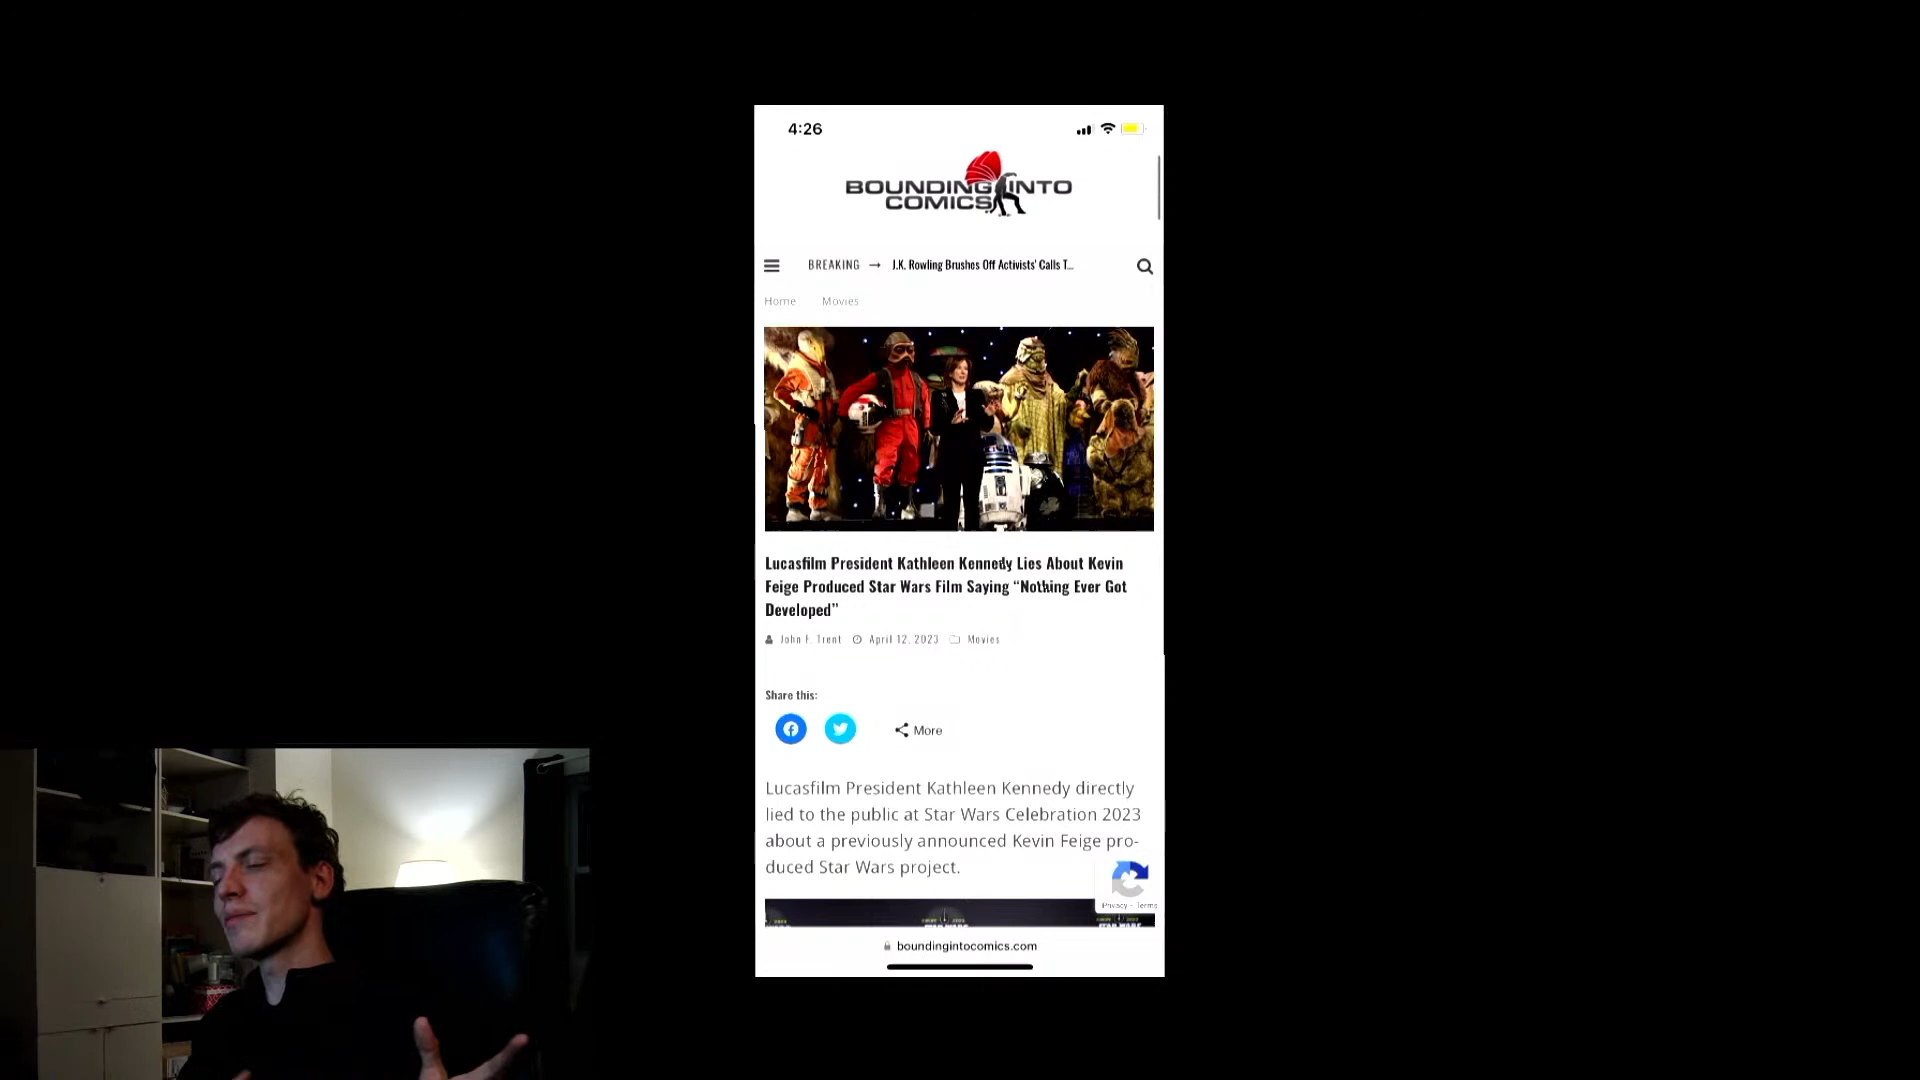 4:26
BOUNDING INTO
COMICS
BREAKING → J.K. Rowling Brushes Off Activists' Calls T...
Home Movies
Lucasfilm President Kathleen Kennedy Lies About Kevin
Feige Produced Star Wars Film Saying “Nothing Ever Got
Developed”
John F. Trent April 12, 2023 Movies
Share this:
More
Lucasfilm President Kathleen Kennedy directly
lied to the public at Star Wars Celebration 2023
about a previously announced Kevin Feige pro-
duced Star Wars project.
Privacy - Terms
boundingintocomics.com